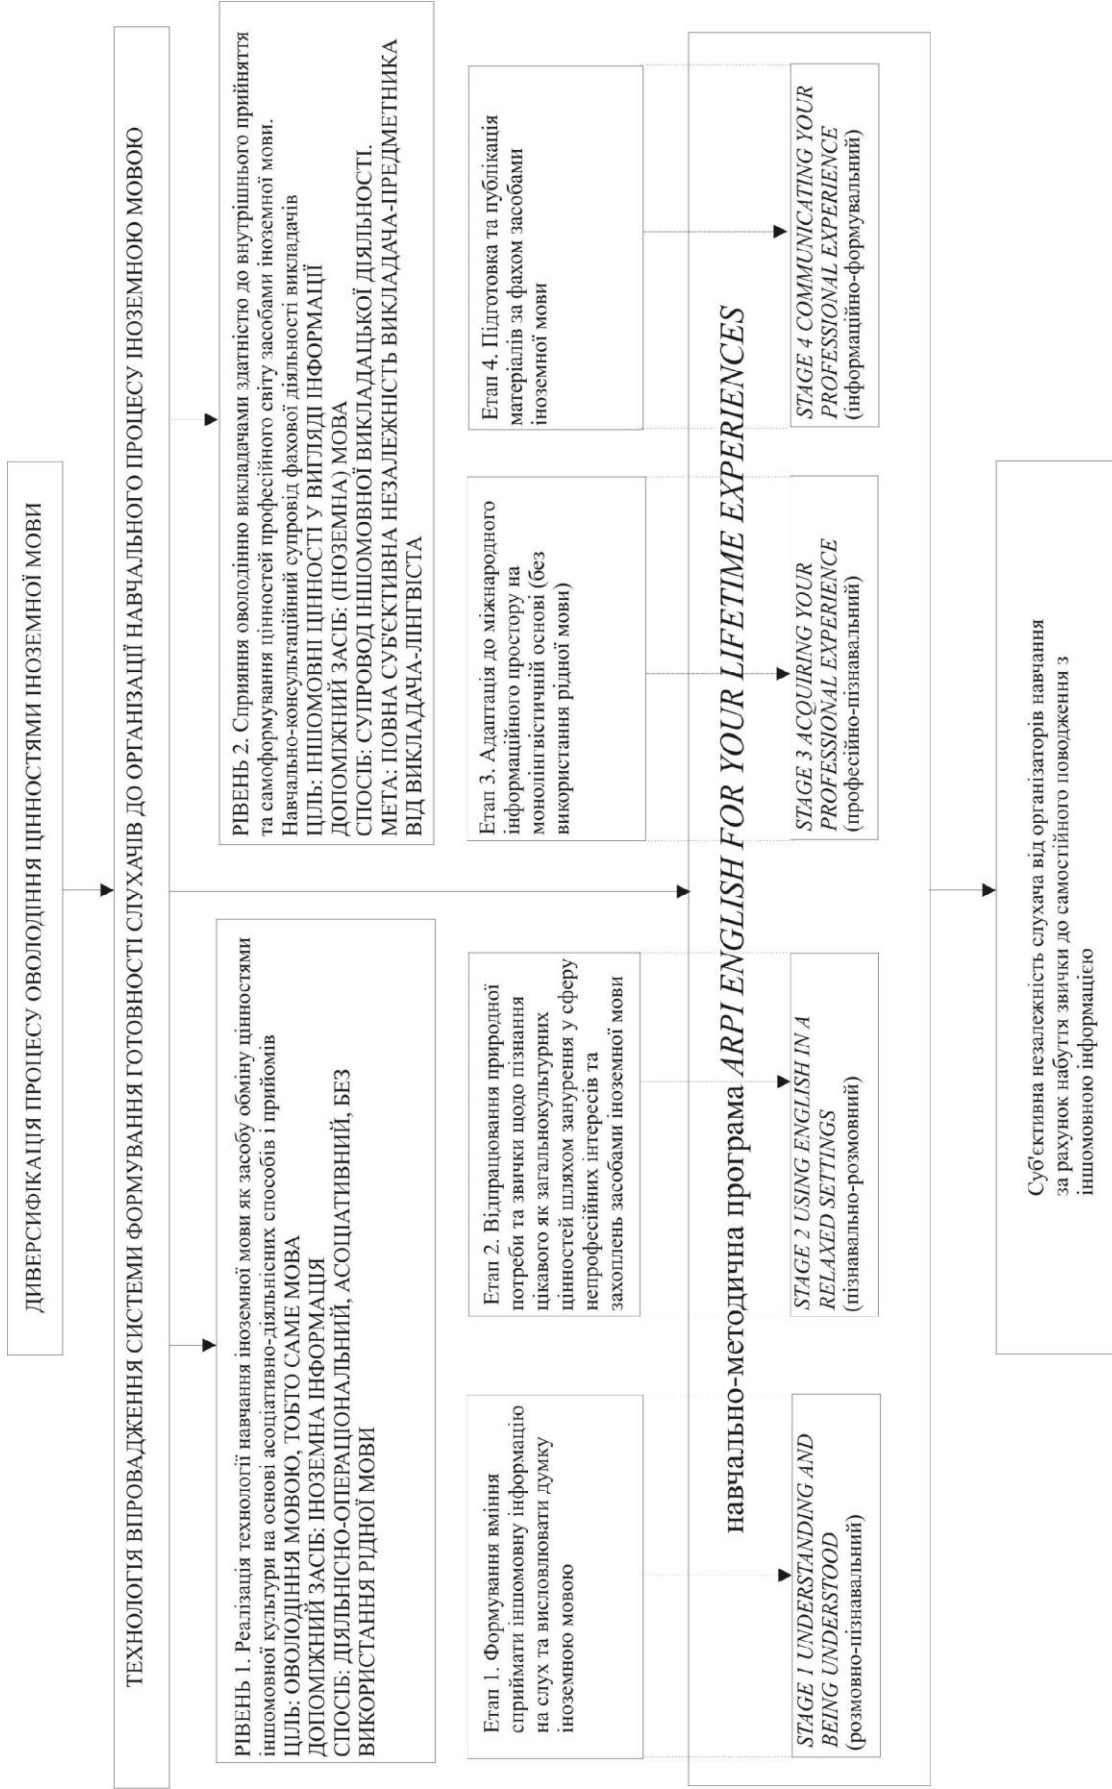 ДИВЕРСИФІКАЦІЯ ПРОЦЕСУ ОВОЛОДІННЯ ЦІННОСТЯМИ ІНОЗЕМНОЇ МОВИ
ТЕХНОЛОГІЯ ВПРОВАДЖЕННЯ СИСТЕМИ ФОРМУВАННЯ ГОТОВНОСТІ СЛУХАЧІВ ДО ОРГАНІЗАЦІЇ НАВЧАЛЬНОГО ПРОЦЕСУ ІНОЗЕМНОЮ МОВОЮ
РІВЕНЬ 1. Реалізація технології навчання іноземної мови як засобу обміну цінностями
іншомовної культури на основі асоціативно-діяльнісних способів і прийомів
ЦІЛЬ: ОВОЛОДІННЯ МОВОЮ, ТОБТО САМЕ МОВА
ДОПОМІЖНИЙ ЗАСІБ: ІНОЗЕМНА ІНФОРМАЦІЯ
СПОСІБ: ДІЯЛЬНІСНО-ОПЕРАЦІОНАЛЬНИЙ, АСОЦІАТИВНИЙ, БЕЗ
ВИКОРИСТАННЯ РІДНОЇ МОВИ
РІВЕНЬ 2. Сприяння оволодінню викладачами здатністю до внутрішнього прийняття
та самоформування цінностей професійного світу засобами іноземної мови.
Навчально-консультаційний супровід фахової діяльності викладачів
ЦІЛЬ: ІНШОМОВНІ ЦІННОСТІ У ВИГЛЯДІ ІНФОРМАЦІЇ
ДОПОМІЖНИЙ ЗАСІБ: (ІНОЗЕМНА) МОВА
СПОСІБ: СУПРОВОД ІНШОМОВНОЇ ВИКЛАДАЦЬКОЇ ДІЯЛЬНОСТІ.
МЕТА: ПОВНА СУБ'ЄКТИВНА НЕЗАЛЕЖНІСТЬ ВИКЛАДАЧА-ПРЕДМЕТНИКА
ВІД ВИКЛАДАЧА-ЛІНГВІСТА
Етап 1. Формування вміння
сприймати іншомовну інформацію
на слух та висловлювати думку
іноземною мовою
Етап 2. Відпрацювання природної
потреби та звички щодо пізнання
цікавого як загальнокультурних
цінностей шляхом занурення у сферу
непрофесійних інтересів та
захоплень засобами іноземної мови
Етап 3. Адаптація до міжнародного
інформаційного простору на
монолінгвістичній основі (без
використання рідної мови)
Етап 4. Підготовка та публікація
матеріалів за фахом засобами
іноземної мови
навчально-методична програма ARPI ENGLISH FOR YOUR LIFETIME EXPERIENCES
STAGE 1 UNDERSTANDING AND
BEING UNDERSTOOD
(розмовно-пізнавальний)
STAGE 2 USING ENGLISH IN A
RELAXED SETTINGS
(пізнавально-розмовний)
STAGE 3 ACQUIRING YOUR
PROFESSIONAL EXPERIENCE
(професійно-пізнавальний)
STAGE 4 COMMUNICATING YOUR
PROFESSIONAL EXPERIENCE
(інформаційно-формувальний)
Суб'єктивна незалежність слухача від організаторів навчання
за рахунок набуття звички до самостійного поводження з
іншомовною інформацією